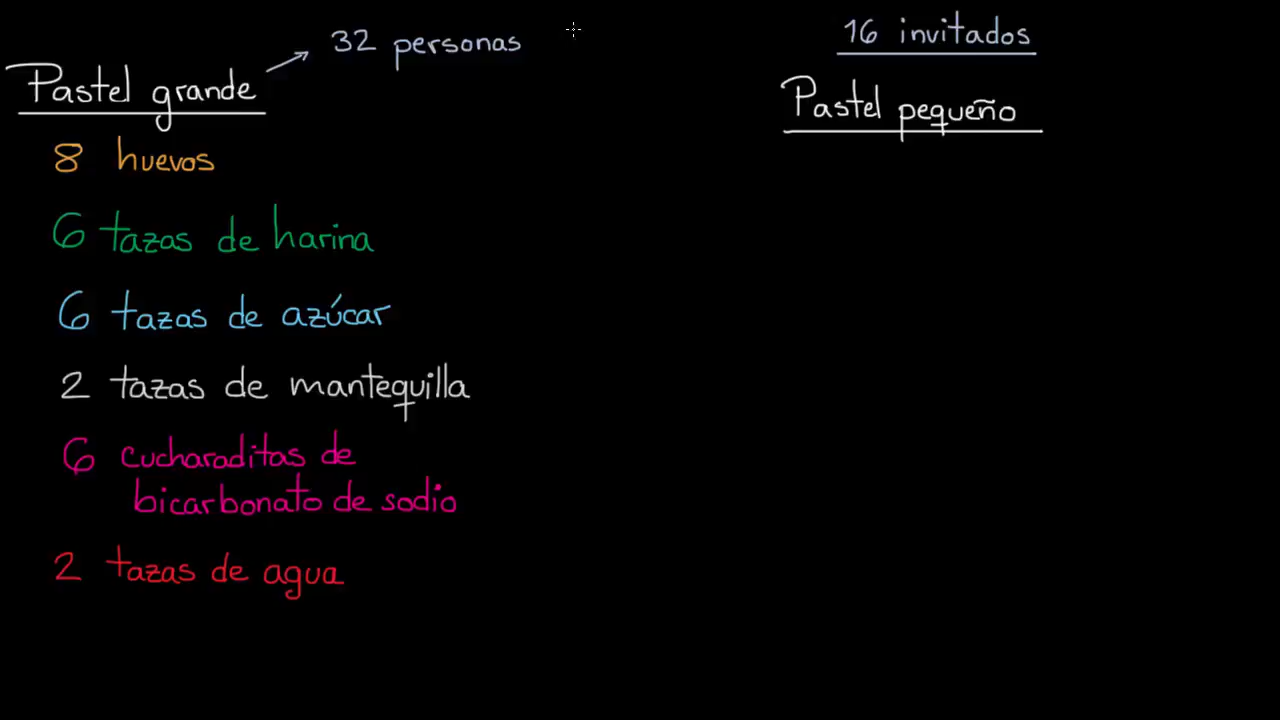 32 personas
Pastel grande
8 huevos
6 tazas de harina
6 tazas de azúcar
2 tazas de mantequilla
6 cucharaditas de
bicarbonato de sodio
2 tazas de agua
16 invitados
Pastel pequeño